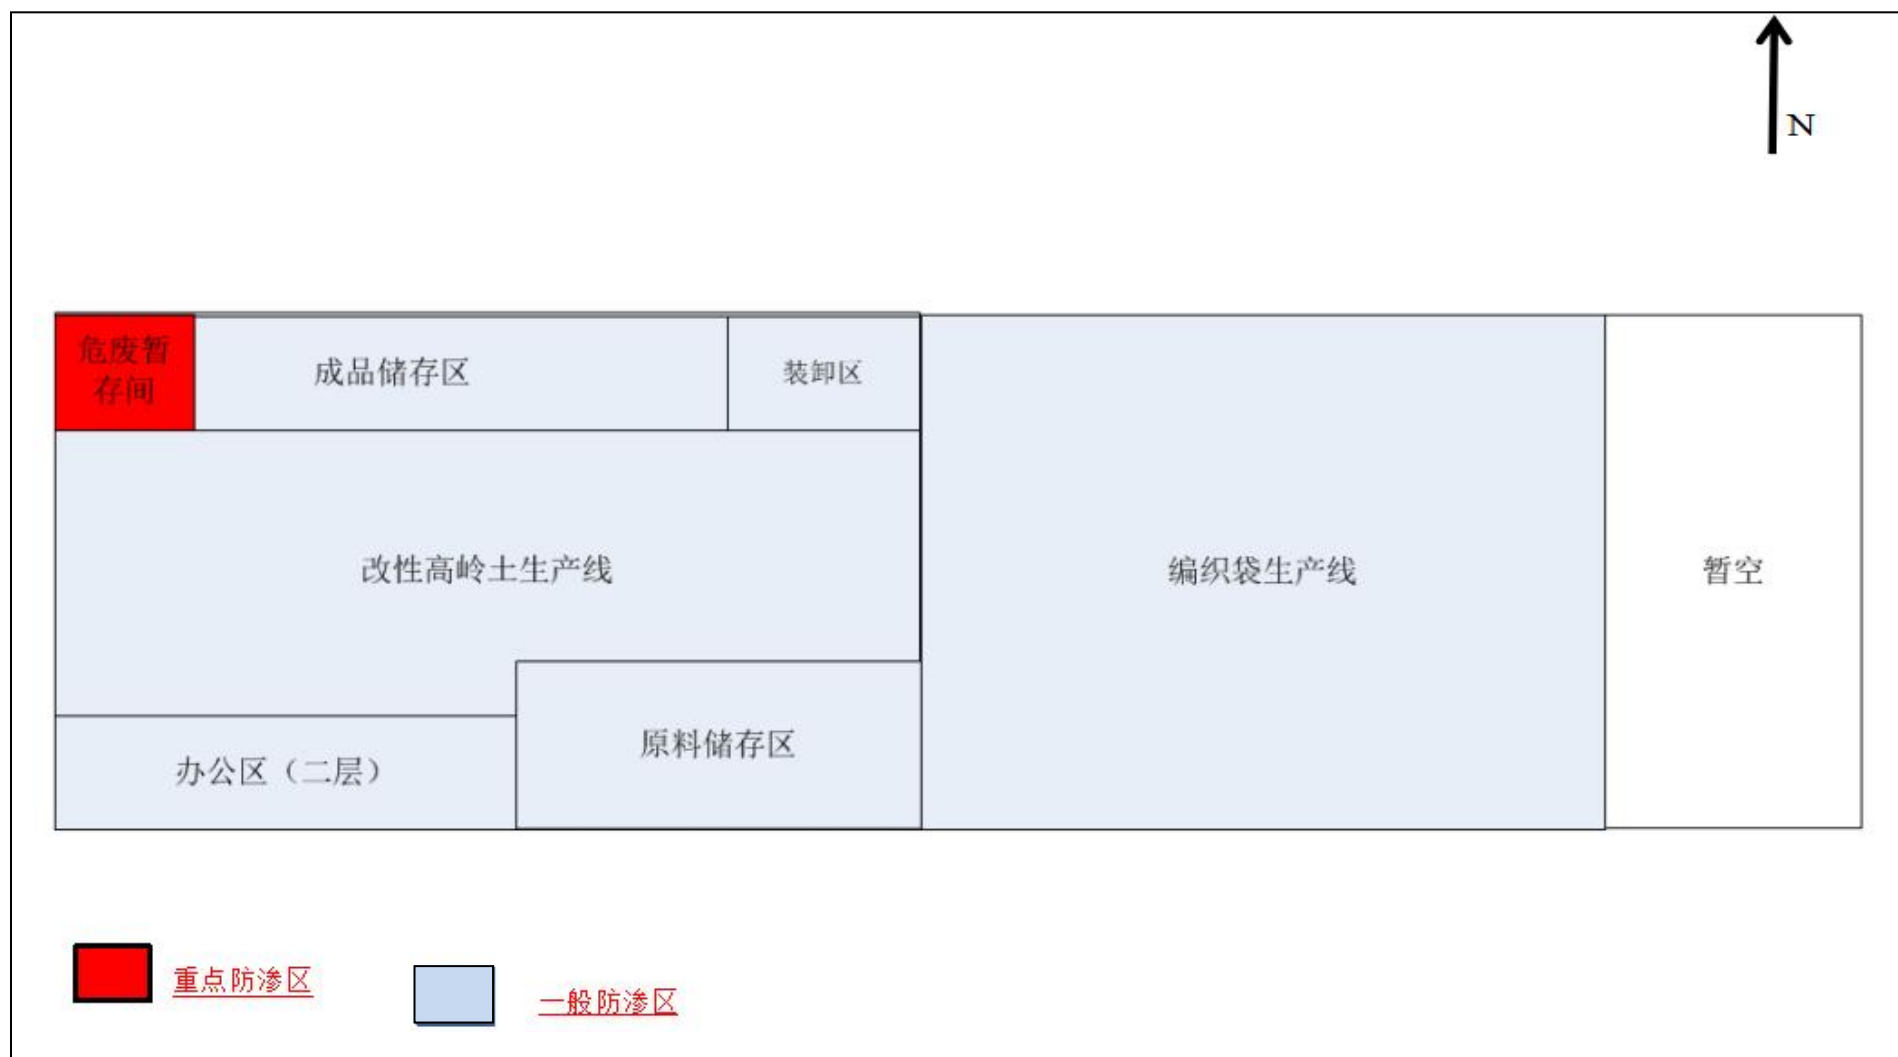 N
危废暂
存间
成品储存区
装卸区
改性高岭土生产线
编织袋生产线
暂空
原料储存区
办公区（二层）
重点防渗区
一般防渗区